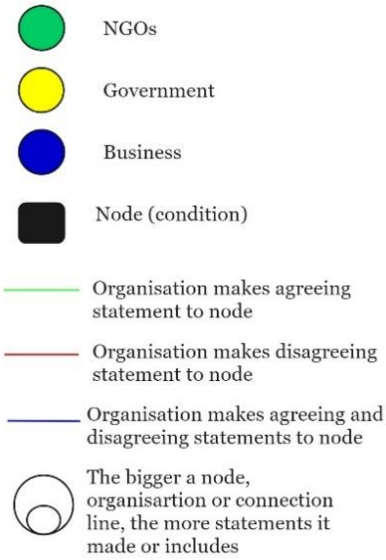 NGOs
Government
Business
Node (condition)
Organisation makes agreeing
statement to node
Organisation makes disagreeing
statement to node
Organisation makes agreeing and
disagreeing statements to node
The bigger a node,
organisartion or connection
line, the more statements it
made or includes